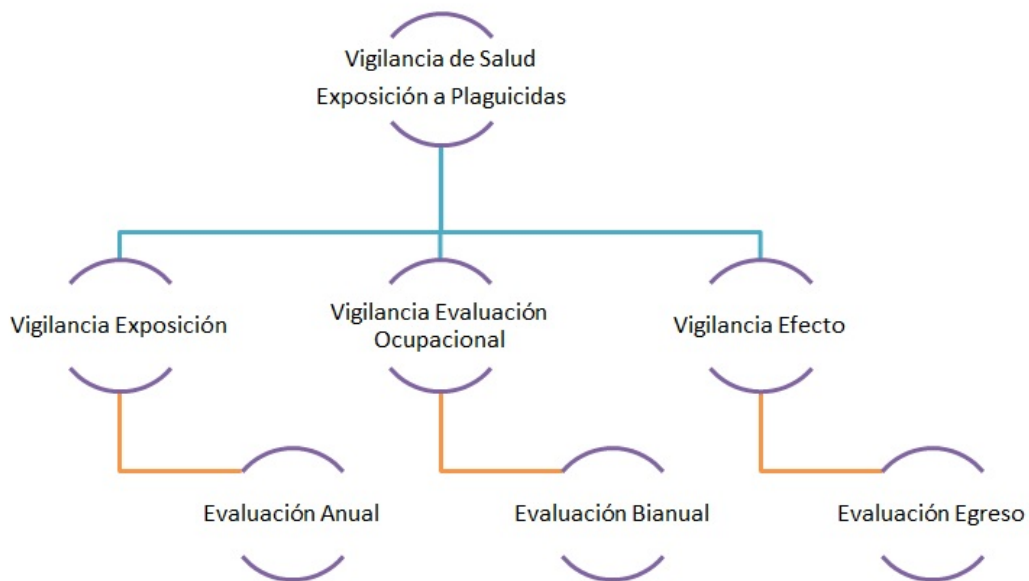 Vigilancia de Salud
Exposición a Plaguicidas
Vigilancia Exposición
Vigilancia Evaluación
Ocupacional
Vigilancia Efecto
Evaluación Anual
Evaluación Bianual
Evaluación Egreso